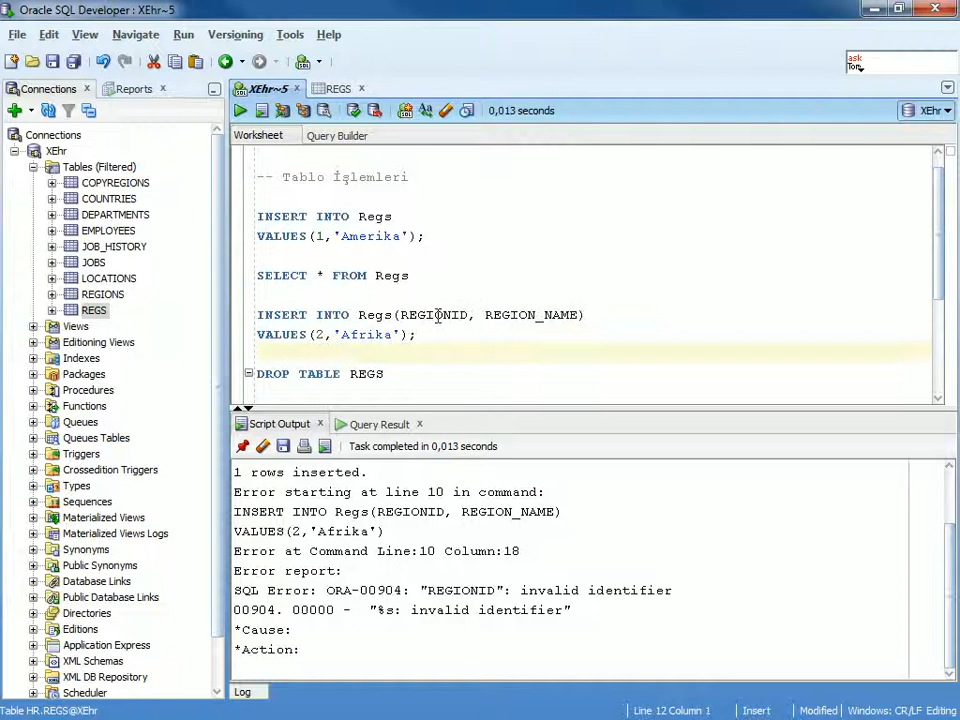 Oracle SQL Developer : XEhr~5
File Edit View Navigate Run Versioning Tools Help
ask
Tom
Connections Reports
XEhr~5 REGS
0,013 seconds
XEhr
Worksheet Query Builder
Connections
XEhr
Tables (Filtered)
COPYREGIONS
COUNTRIES
DEPARTMENTS
EMPLOYEES
JOB_HISTORY
JOBS
LOCATIONS
REGIONS
REGS
Views
Editioning Views
Indexes
Packages
Procedures
Functions
Queues
Queues Tables
Triggers
Crossedition Triggers
Types
Sequences
Materialized Views
Materialized Views Logs
Synonyms
Public Synonyms
Database Links
Public Database Links
Directories
Editions
Application Express
XML Schemas
XML DB Repository
Scheduler
-- Tablo İşlemleri
INSERT INTO Regs
VALUES(1,'Amerika');
SELECT * FROM Regs
INSERT INTO Regs(REGIONID, REGION_NAME)
VALUES(2,'Afrika');
DROP TABLE REGS
Script Output Query Result
Task completed in 0,013 seconds
1 rows inserted.
Error starting at line 10 in command:
INSERT INTO Regs(REGIONID, REGION_NAME)
VALUES(2,'Afrika')
Error at Command Line:10 Column:18
Error report:
SQL Error: ORA-00904: "REGIONID": invalid identifier
00904. 00000 -  "%s: invalid identifier"
*Cause:
*Action:
Log
Table HR.REGS@XEhr
Line 12 Column 1 Insert Modified Windows: CR/LF Editing